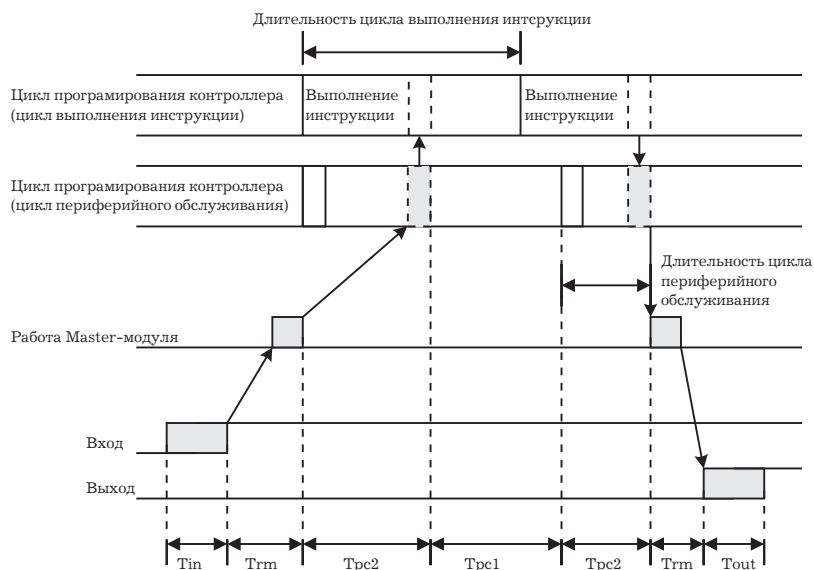 Длительность цикла выполнения интсрукции
Цикл програмирования контроллера
(цикл выполнения инструкции)
Выполнение
инструкции
Выполнение
инструкции
Цикл програмирования контроллера
(цикл периферийного обслуживания)
Длительность цикла
периферийного
обслуживания
Работа Master-модуля
Вход
Выход
Tin
Trm
Tpc2
Tpc1
Tpc2
Trm
Tout